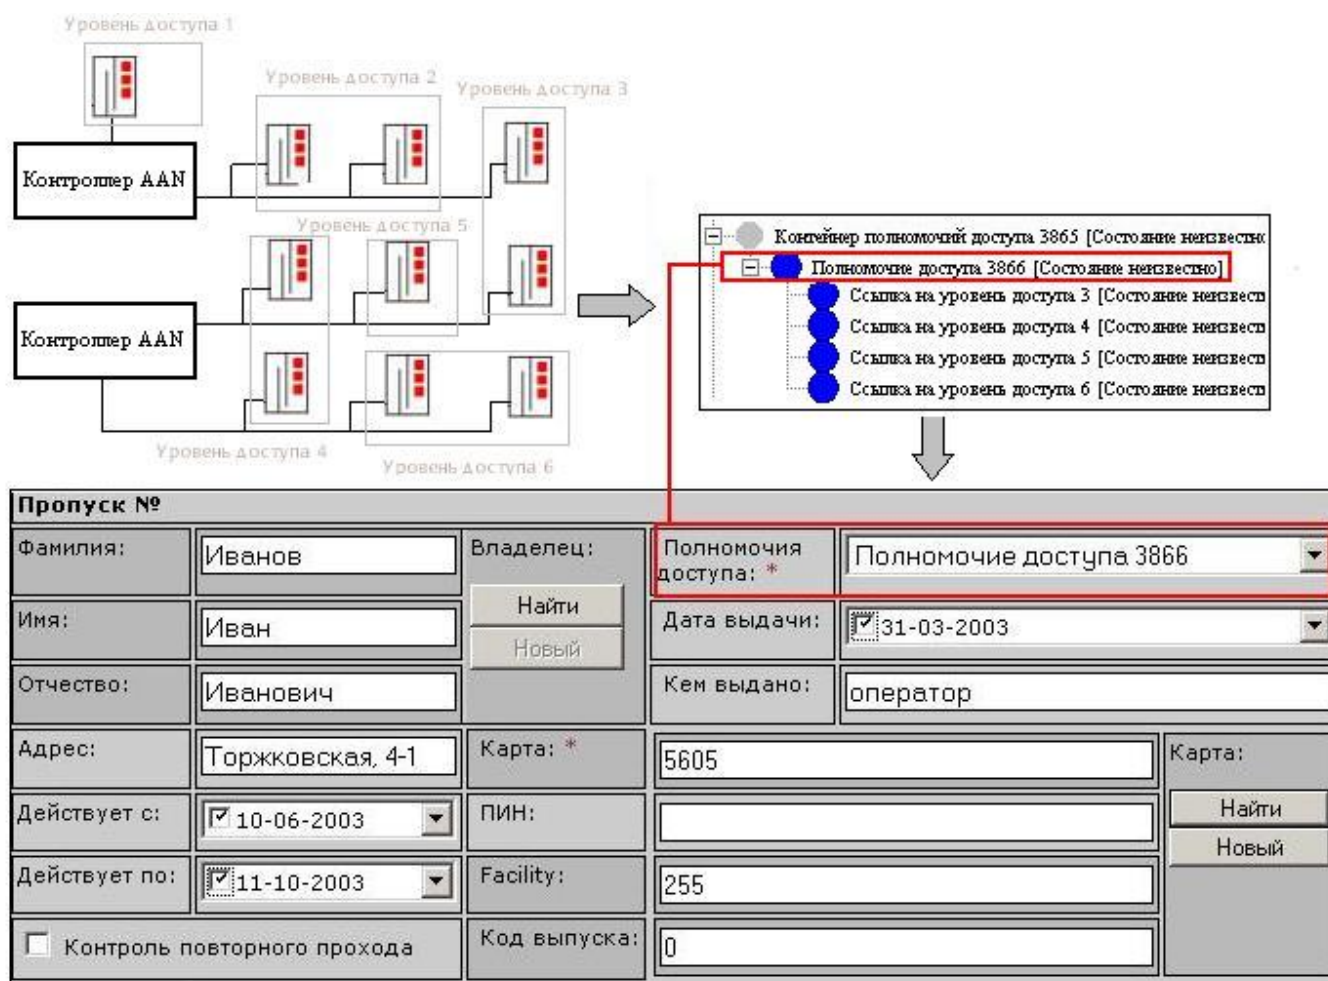 Уровень доступа 1
Уровень доступа 2
Уровень доступа 3
Контроллер AAN
Уровень доступа 5
Контроллер AAN
Уровень доступа 4
Уровень доступа 6
Контейнер полномочий доступа 3865 [Состояние неизвестно
Полномочие доступа 3866 [Состояние неизвестно]
Ссылка на уровень доступа 3 [Состояние неизвест
Ссылка на уровень доступа 4 [Состояние неизвест
Ссылка на уровень доступа 5 [Состояние неизвест
Ссылка на уровень доступа 6 [Состояние неизвест
Пропуск №
Фамилия: Иванов
Владелец:
Найти
Новый
Полномочия
доступа: * Полномочие доступа 3866
Имя: Иван
Дата выдачи: 31-03-2003
Отчество: Иванович
Кем выдано: оператор
Адрес: Торжковская, 4-1
Карта: * 5605
Карта:
Найти
Новый
Действует с: 10-06-2003
ПИН:
Действует по: 11-10-2003
Facility: 255
Контроль повторного прохода
Код выпуска: 0